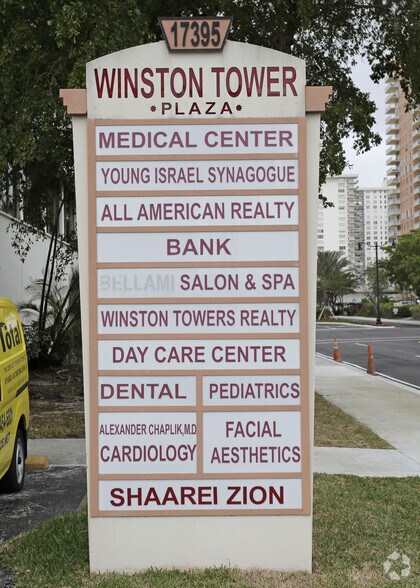 17395
WINSTON TOWER
*PLAZA*
MEDICAL CENTER
YOUNG ISRAEL SYNAGOGUE
ALL AMERICAN REALTY
BANK
BELLAMI SALON & SPA
WINSTON TOWERS REALTY
DAY CARE CENTER
DENTAL
PEDIATRICS
ALEXANDER CHAPLIK,M.D
CARDIOLOGY
FACIAL
AESTHETICS
SHAAREI ZION
Total